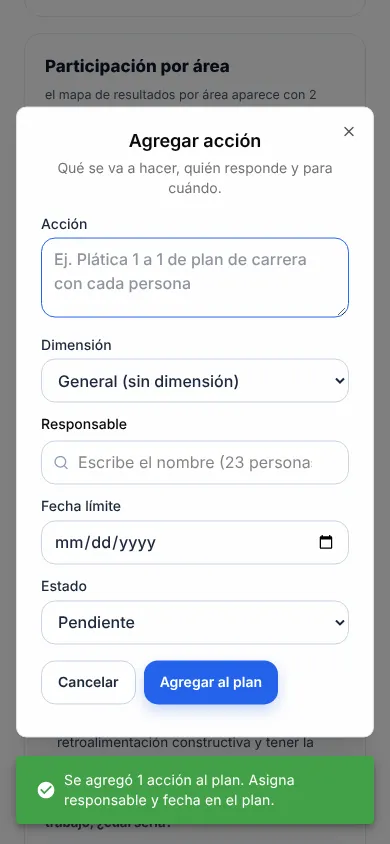 Participación por área
el mapa de resultados por área aparece con 2
Agregar acción
Qué se va a hacer, quién responde y para
cuándo.
Acción
Ej. Plática 1 a 1 de plan de carrera
con cada persona
Dimensión
General (sin dimensión)
Responsable
Escribe el nombre (23 persona
Fecha límite
mm/dd/yyyy
Estado
Pendiente
Cancelar
Agregar al plan
retroalimentación constructiva y tener la
Se agregó 1 acción al plan. Asigna
responsable y fecha en el plan.
trabajo, ¿cuál sería?